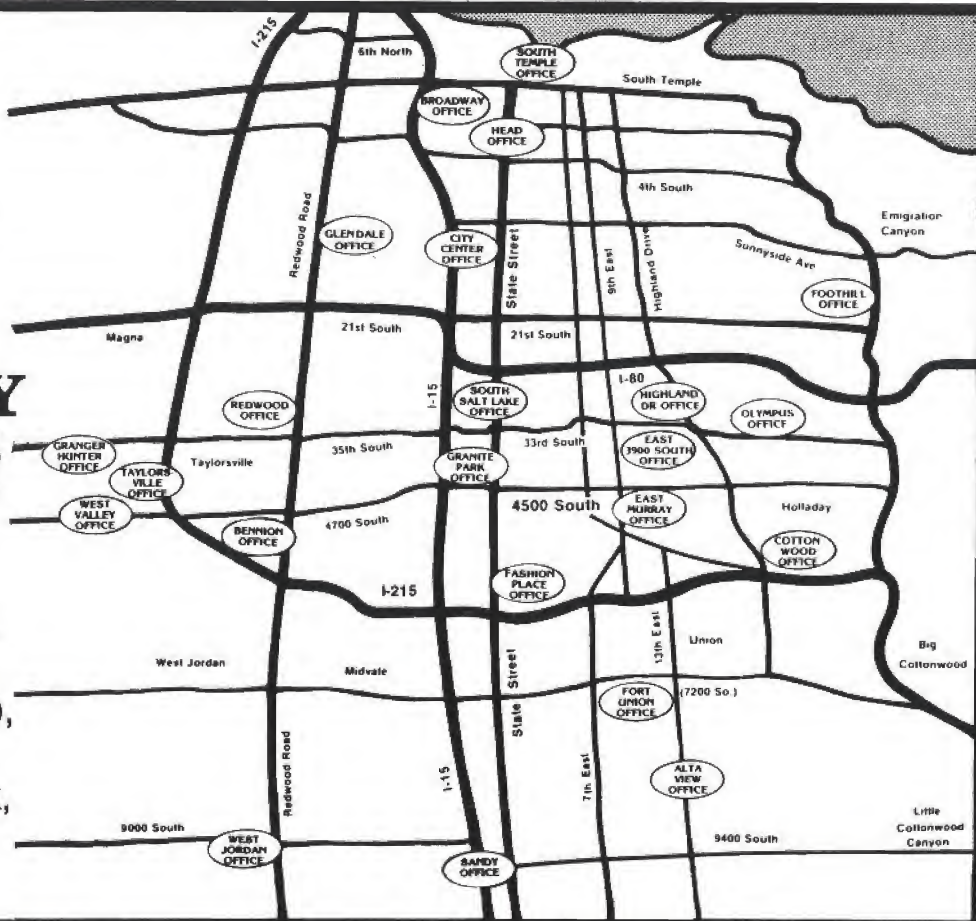 I-215
6th North
SOUTH
TEMPLE
OFFICE
South Temple
BROADWAY
OFFICE
HEAD
OFFICE
4th South
Redwood Road
GLENDALE
OFFICE
CITY
CENTER
OFFICE
State Street
9th East
Highland Drive
Emigration
Canyon
Sunnyside Ave
FOOTHILL
OFFICE
Magna
21st South
21st South
Y
I-15
I-80
REDWOOD
OFFICE
SOUTH
SALT LAKE
OFFICE
HIGHLAND
DR OFFICE
OLYMPUS
OFFICE
GRANGER
HUNTER
OFFICE
Taylorsville
35th South
33rd South
GRANITE
PARK
OFFICE
EAST
3900 SOUTH
OFFICE
TAYLORS
VILLE
OFFICE
WEST
VALLEY
OFFICE
BENNION
OFFICE
4700 South
4500 South
EAST
MURRAY
OFFICE
Holladay
COTTON
WOOD
OFFICE
I-215
FASHION
PLACE
OFFICE
13th East
Union
Big
Cottonwood
West Jordan
Midvale
State Street
FORT
UNION
OFFICE
(7200 So.)
Redwood Road
I-15
7th East
ALTA
VIEW
OFFICE
9000 South
WEST
JORDAN
OFFICE
SANDY
OFFICE
9400 South
Little
Cottonwood
Canyon